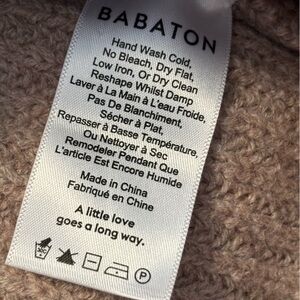 BABATON
Hand Wash Cold,
No Bleach, Dry Flat,
Low Iron, Or Dry Clean
Reshape Whilst Damp
Laver à La Main à L'eau Froide,
Pas De Blanchiment,
Sécher à Plat,
Repasser à Basse Température,
Ou Nettoyer à Sec
Remodeler Pendant Que
L'article Est Encore Humide
Made in China
Fabriqué en Chine
A little love
goes a long way.
P